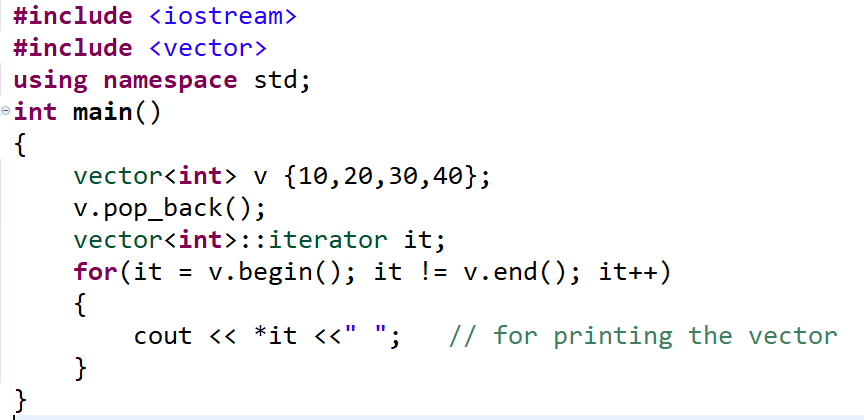 #include <iostream>
#include <vector>
using namespace std;
int main()
{
    vector<int> v {10,20,30,40};
    v.pop_back();
    vector<int>::iterator it;
    for(it = v.begin(); it != v.end(); it++)
    {
        cout << *it <<" ";   // for printing the vector
    }
}